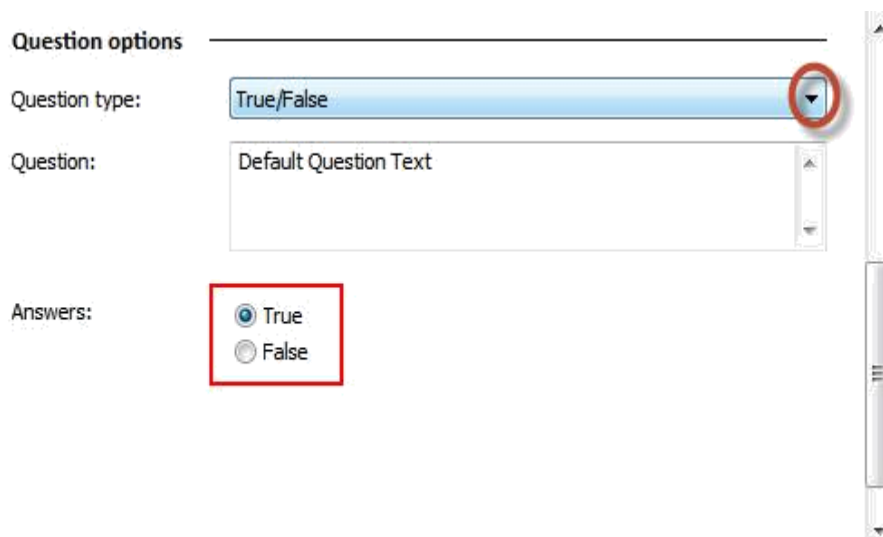 Question options
Question type:
True/False
Question:
Default Question Text
Answers:
True
False